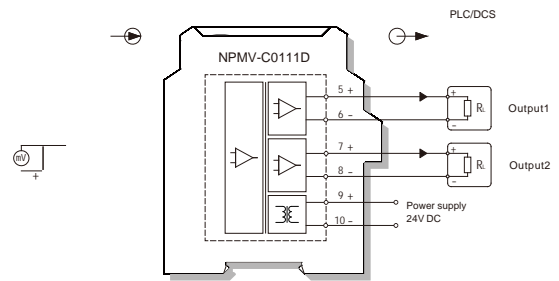 PLC/DCS
NPMV-C0111D
5 +
6 –
+
–
RL
Output1
7 +
8 –
+
–
RL
Output2
mV
+
9 +
10 –
Power supply
24V DC